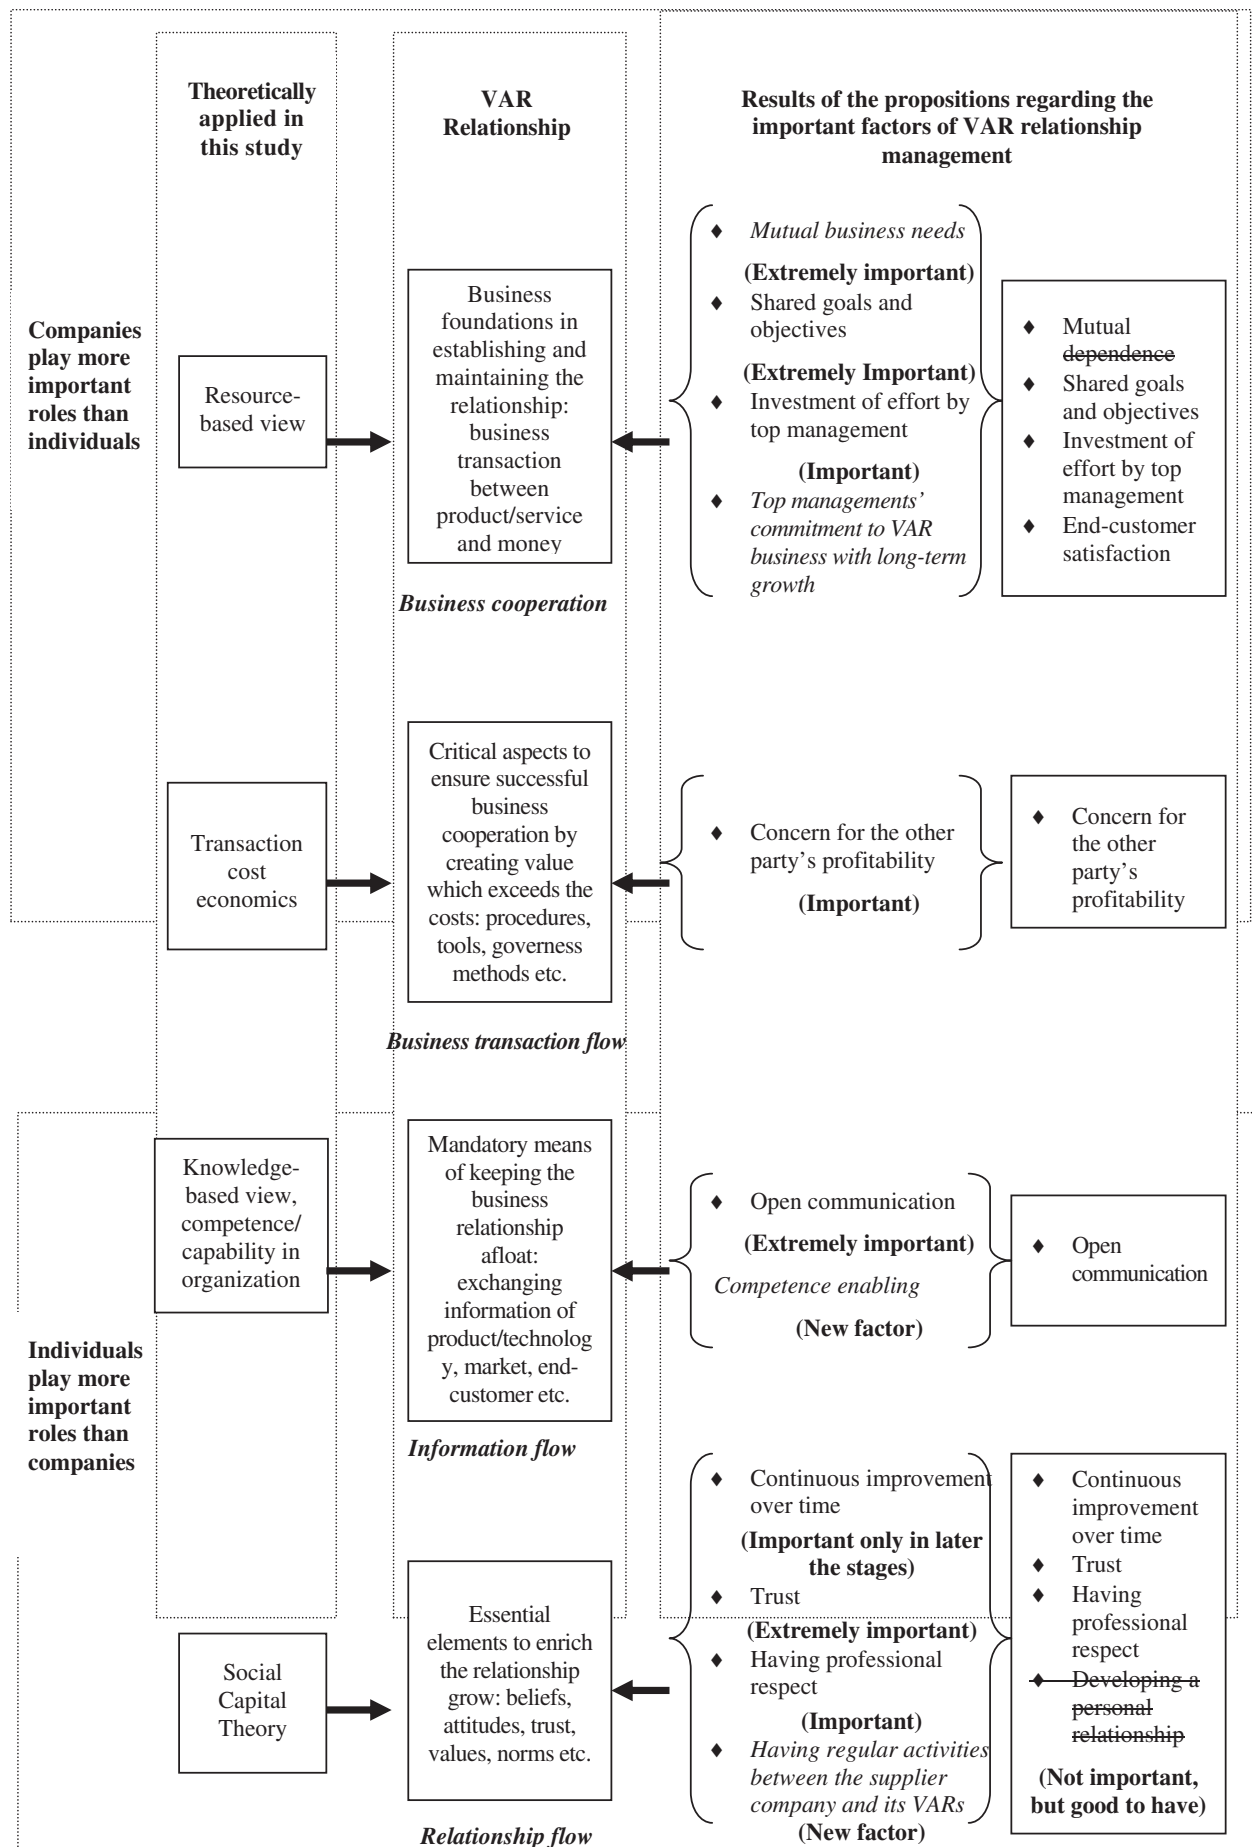 Theoretically
applied in
this study
VAR
Relationship
Results of the propositions regarding the
important factors of VAR relationship
management
Companies
play more
important
roles than
individuals
Resource-
based view
Business
foundations in
establishing and
maintaining the
relationship:
business
transaction
between
product/service
and money
Business cooperation
♦ Mutual business needs
(Extremely important)
♦ Shared goals and
objectives
(Extremely Important)
♦ Investment of effort by
top management
(Important)
♦ Top managements’
commitment to VAR
business with long-term
growth
♦ Mutual
dependence
♦ Shared goals
and objectives
♦ Investment of
effort by top
management
♦ End-customer
satisfaction
Transaction
cost
economics
Critical aspects to
ensure successful
business
cooperation by
creating value
which exceeds the
costs: procedures,
tools, governess
methods etc.
Business transaction flow
♦ Concern for the other
party’s profitability
(Important)
♦ Concern for
the other
party’s
profitability
Individuals
play more
important
roles than
companies
Knowledge-
based view,
competence/
capability in
organization
Mandatory means
of keeping the
business
relationship
afloat:
exchanging
information of
product/technolog
y, market, end-
customer etc.
Information flow
♦ Open communication
(Extremely important)
Competence enabling
(New factor)
♦ Open
communication
Social
Capital
Theory
Essential
elements to enrich
the relationship
grow: beliefs,
attitudes, trust,
values, norms etc.
Relationship flow
♦ Continuous improvement
over time
(Important only in later
the stages)
♦ Trust
(Extremely important)
♦ Having professional
respect
(Important)
♦ Having regular activities
between the supplier
company and its VARs
(New factor)
♦ Continuous
improvement
over time
♦ Trust
♦ Having
professional
respect
♦ Developing a
personal
relationship
(Not important,
but good to have)